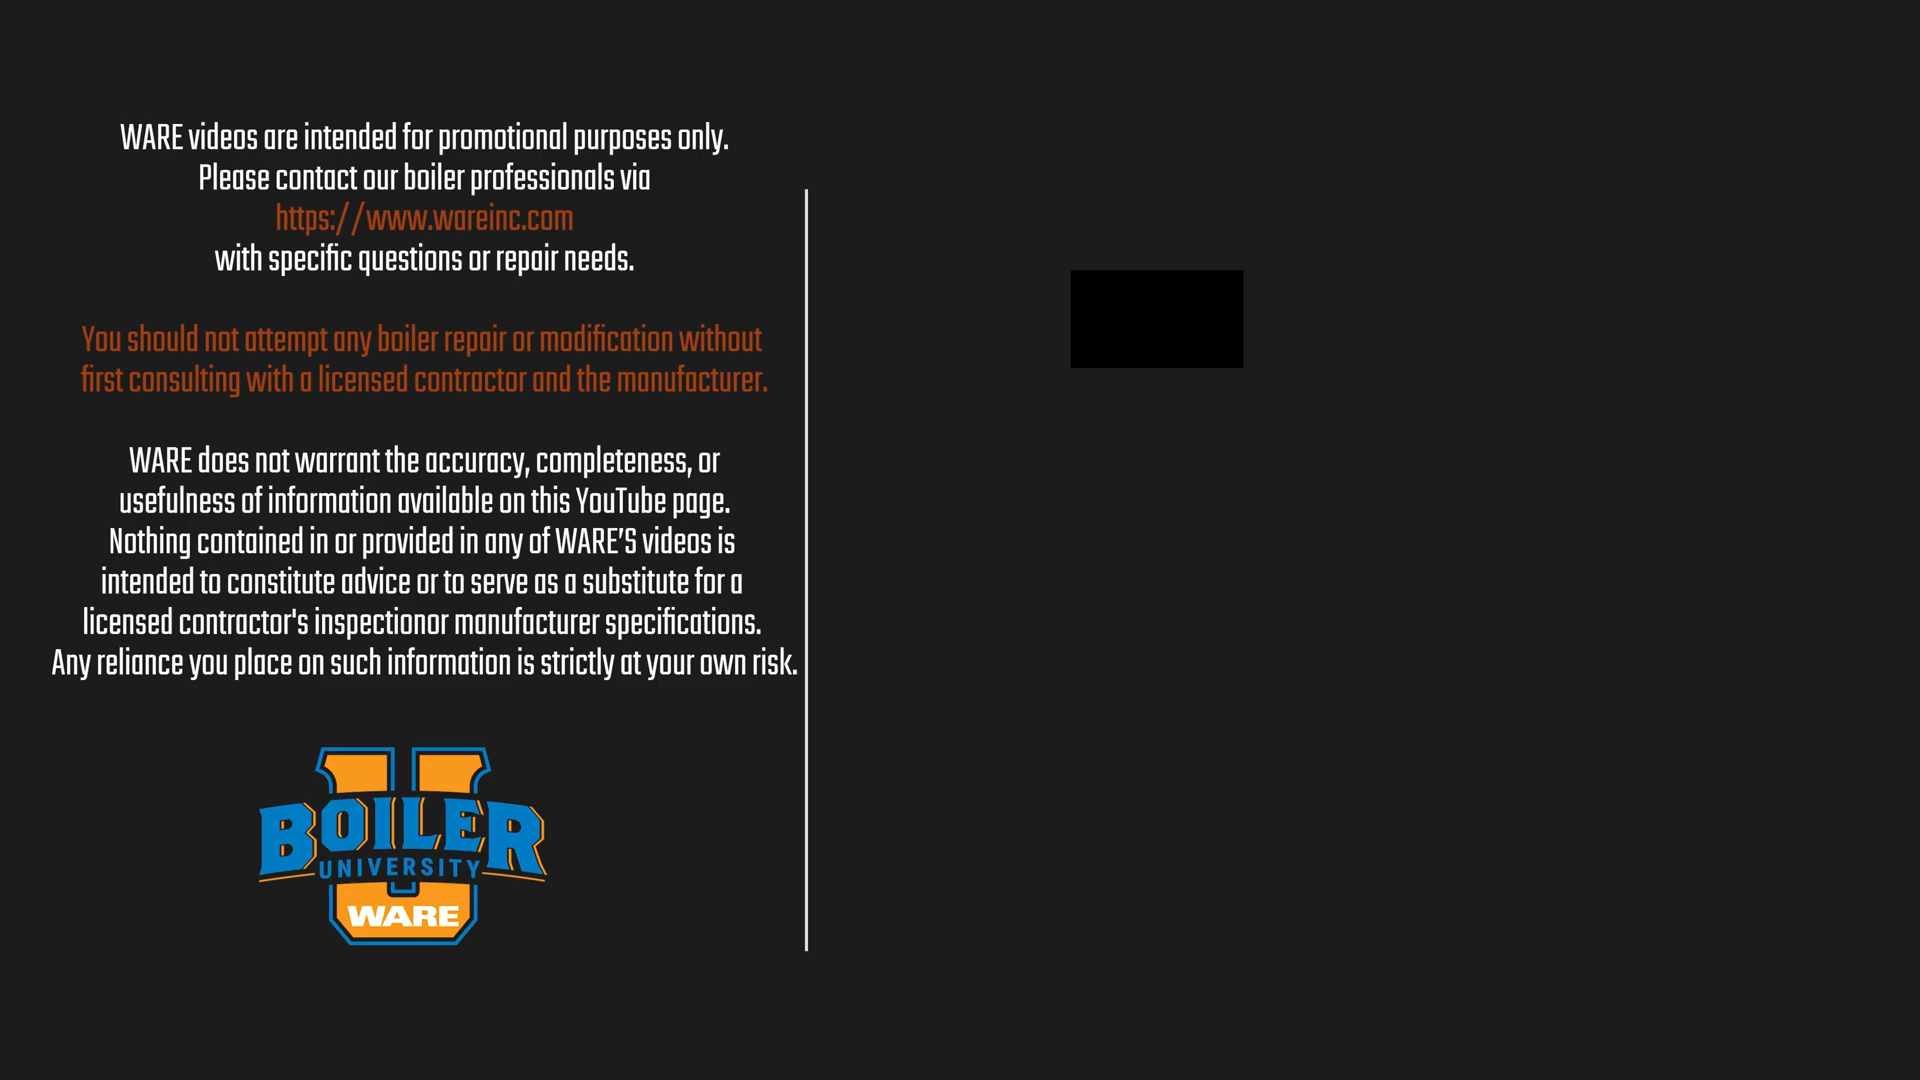 WARE videos are intended for promotional purposes only.
Please contact our boiler professionals via
https://www.wareinc.com
with specific questions or repair needs.
You should not attempt any boiler repair or modification without
first consulting with a licensed contractor and the manufacturer.
WARE does not warrant the accuracy, completeness, or
usefulness of information available on this YouTube page.
Nothing contained in or provided in any of WARE'S videos is
intended to constitute advice or to serve as a substitute for a
licensed contractor's inspectionor manufacturer specifications.
Any reliance you place on such information is strictly at your own risk.
U
BOILER
UNIVERSITY
WARE